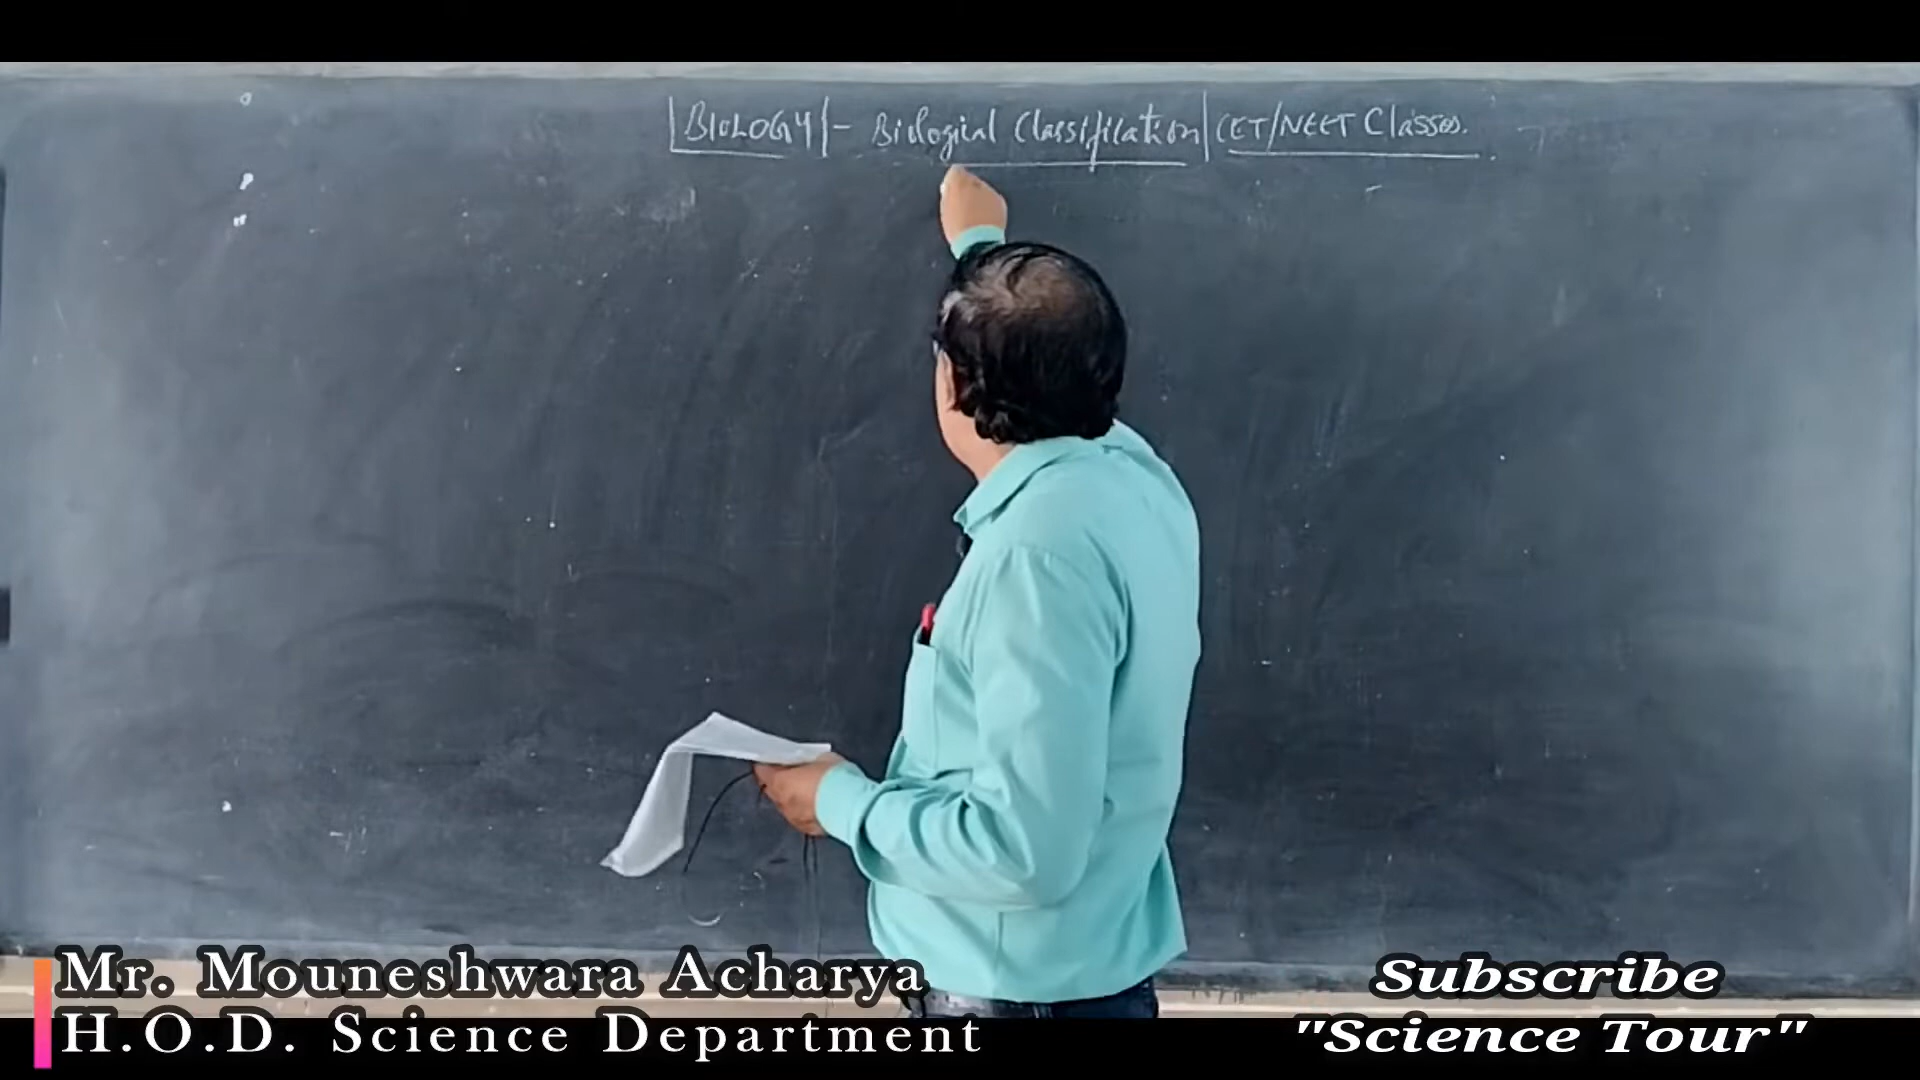 BIOLOGY - Biological Classification CET/NEET Classes.
Mr. Mouneshwara Acharya
H.O.D. Science Department
Subscribe
"Science Tour"